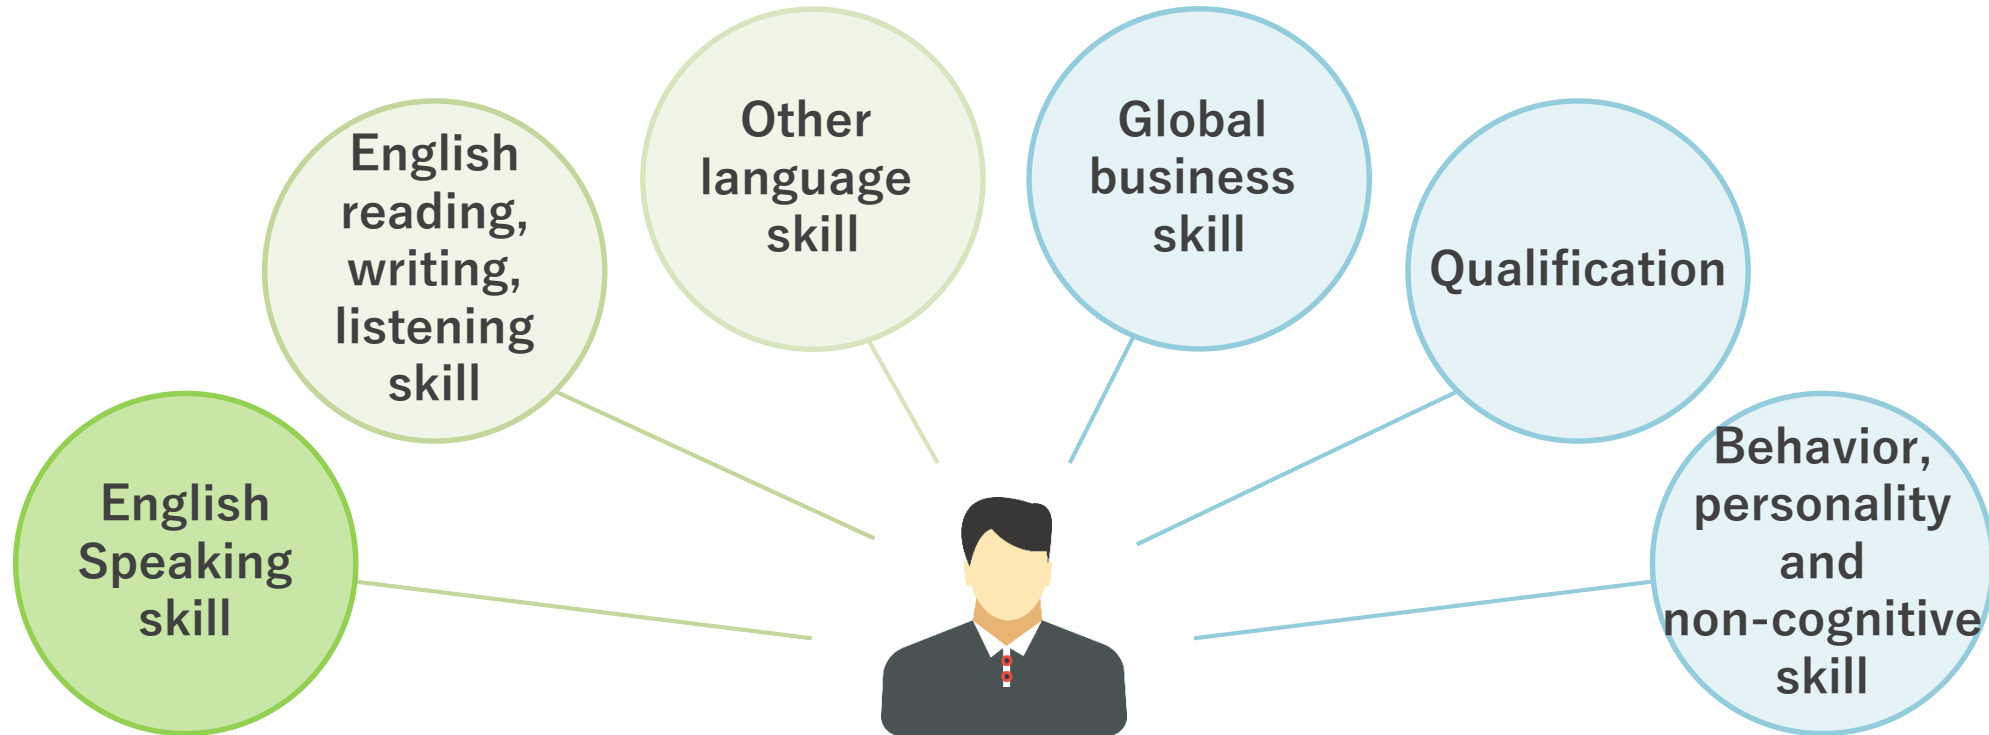 English
Speaking
skill
English
reading,
writing,
listening
skill
Other
language
skill
Global
business
skill
Qualification
Behavior,
personality
and
non-cognitive
skill